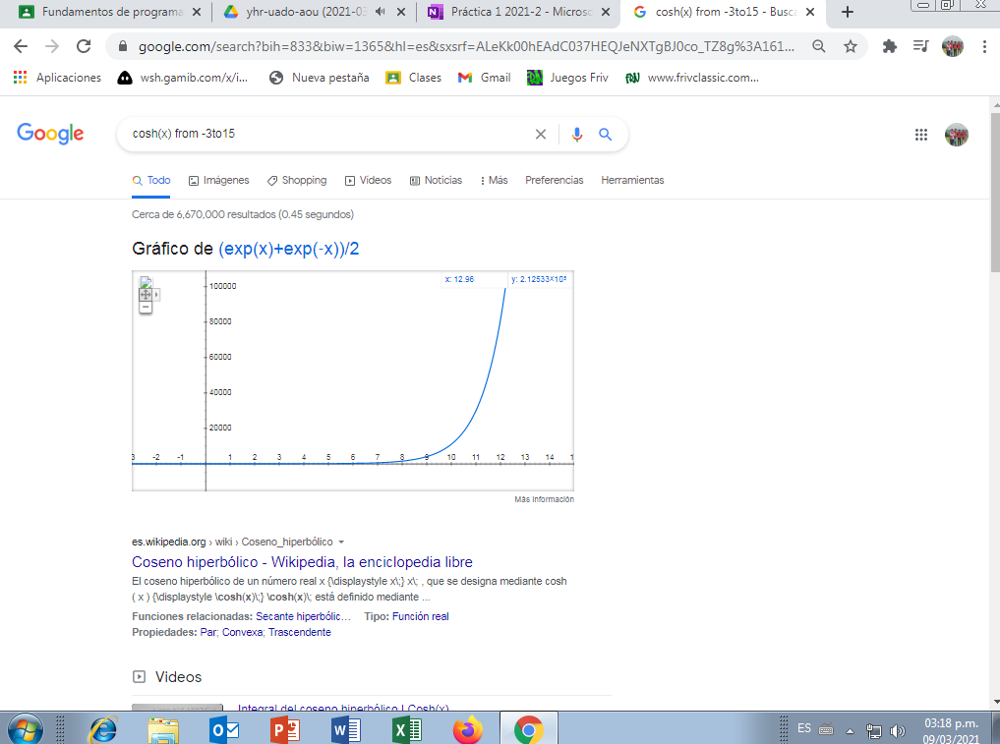 Fundamentos de programa
yhr-uado-aou (2021-03
Práctica 1 2021-2 - Microso
cosh(x) from -3to15 - Busca
google.com/search?bih=833&biw=1365&hl=es&sxsrf=ALeKk00hEAdC037HEQJeNXTgBJ0co_TZ8g%3A161...
Aplicaciones
wsh.gamib.com/x/i...
Nueva pestaña
Clases
Gmail
Juegos Friv
www.frivclassic.com...
Google
cosh(x) from -3to15
Todo
Imágenes
Shopping
Videos
Noticias
Más
Preferencias
Herramientas
Cerca de 6,670,000 resultados (0.45 segundos)
Gráfico de (exp(x)+exp(-x))/2
x: 12.96
y: 2.12533×10⁵
100000
80000
60000
40000
20000
3 -2 -1 1 2 3 4 5 6 7 8 9 10 11 12 13 14 1
Más información
es.wikipedia.org › wiki › Coseno_hiperbólico
Coseno hiperbólico - Wikipedia, la enciclopedia libre
El coseno hiperbólico de un número real x {\displaystyle x\;} x\; , que se designa mediante cosh
( x ) {\displaystyle \cosh(x)\;} \cosh(x)\; está definido mediante ...
Funciones relacionadas: Secante hiperbólic... Tipo: Función real
Propiedades: Par; Convexa; Trascendente
Videos
Integral del coseno hiperbólico | Cosh(x)
ES
03:18 p.m.
09/03/2021